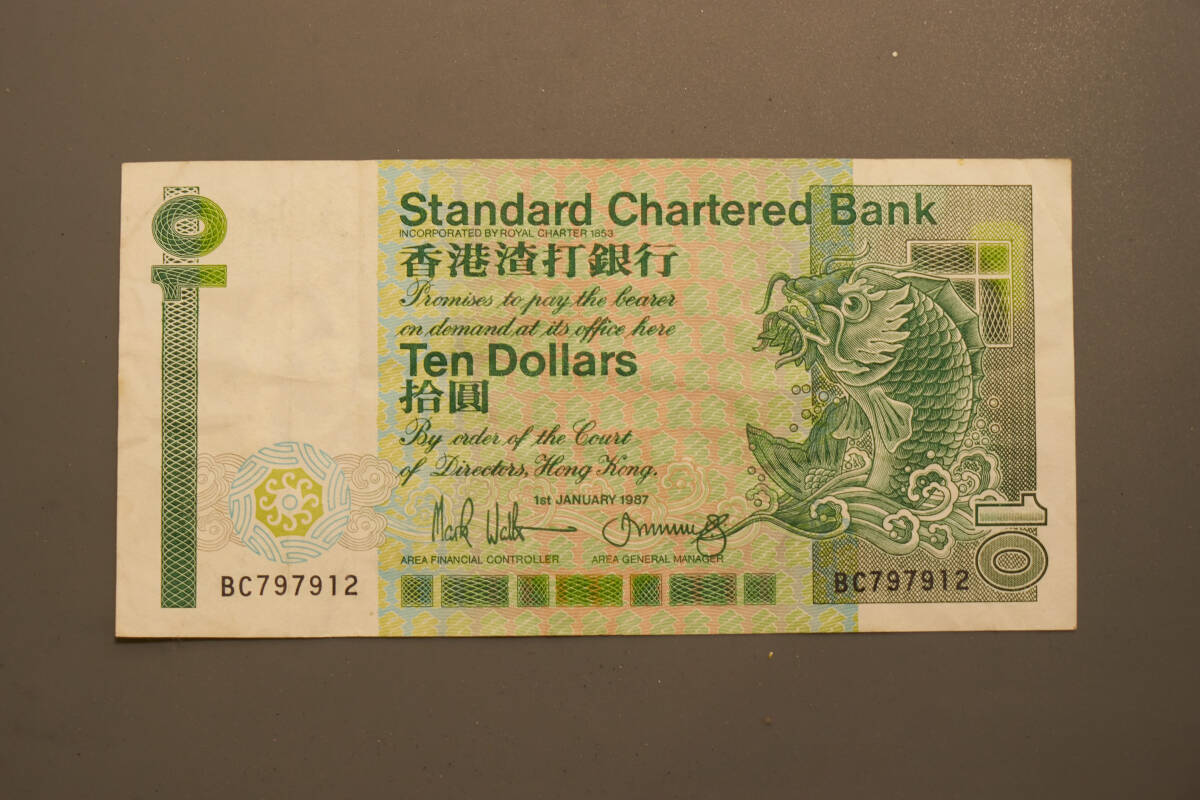 10
Standard Chartered Bank
INCORPORATED BY ROYAL CHARTER 1853
香港渣打銀行
Promises to pay the bearer
on demand at its office here
Ten Dollars
拾圓
By order of the Court
of Directors, Hong Kong.
1st JANUARY 1987
AREA FINANCIAL CONTROLLER AREA GENERAL MANAGER
BC797912 BC797912
10